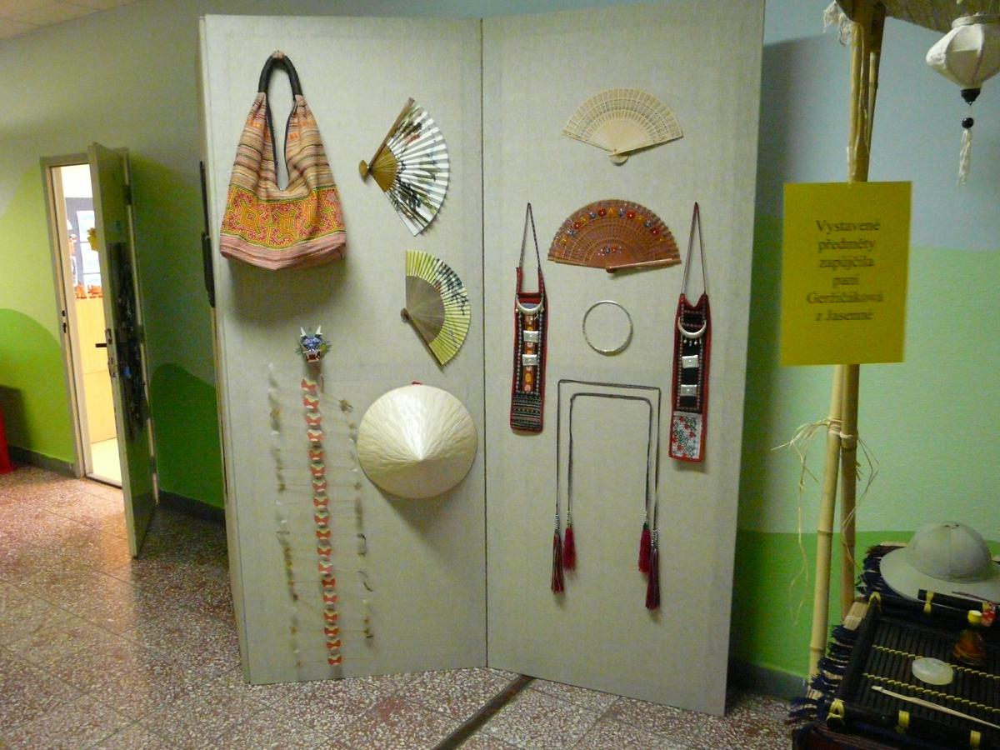 Vystavené
předměty
zapůjčila
paní
Geržičáková
z Jasenné